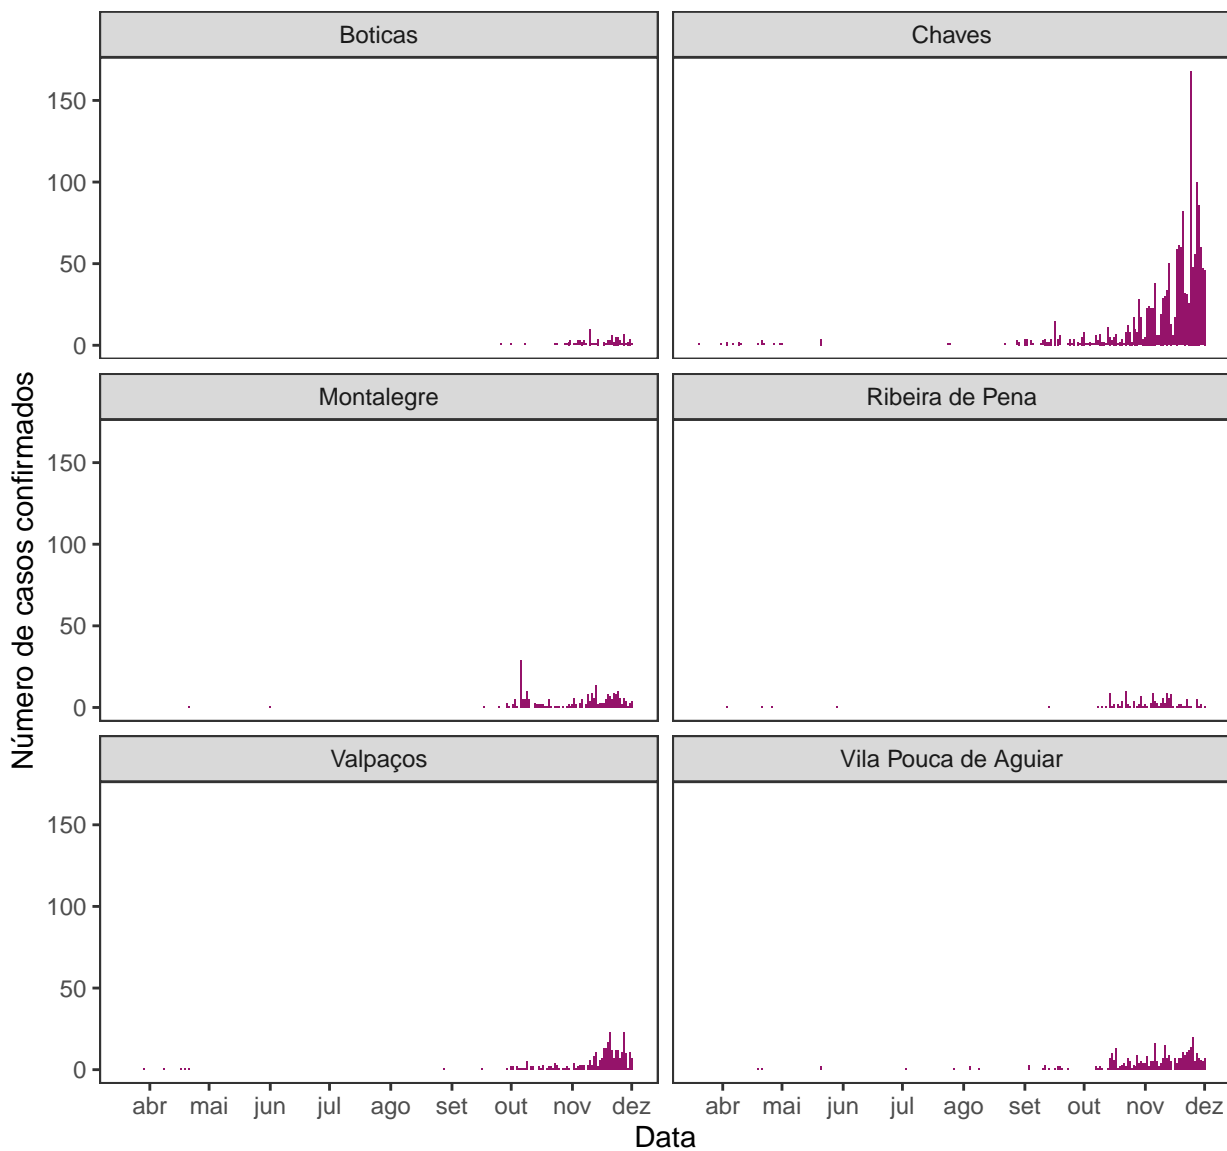 Boticas
Chaves
150
100
50
0
Montalegre
Ribeira de Pena
150
100
50
0
Número de casos confirmados
Valpaços
Vila Pouca de Aguiar
150
100
50
0
abr mai jun jul ago set out nov dez
abr mai jun jul ago set out nov dez
Data